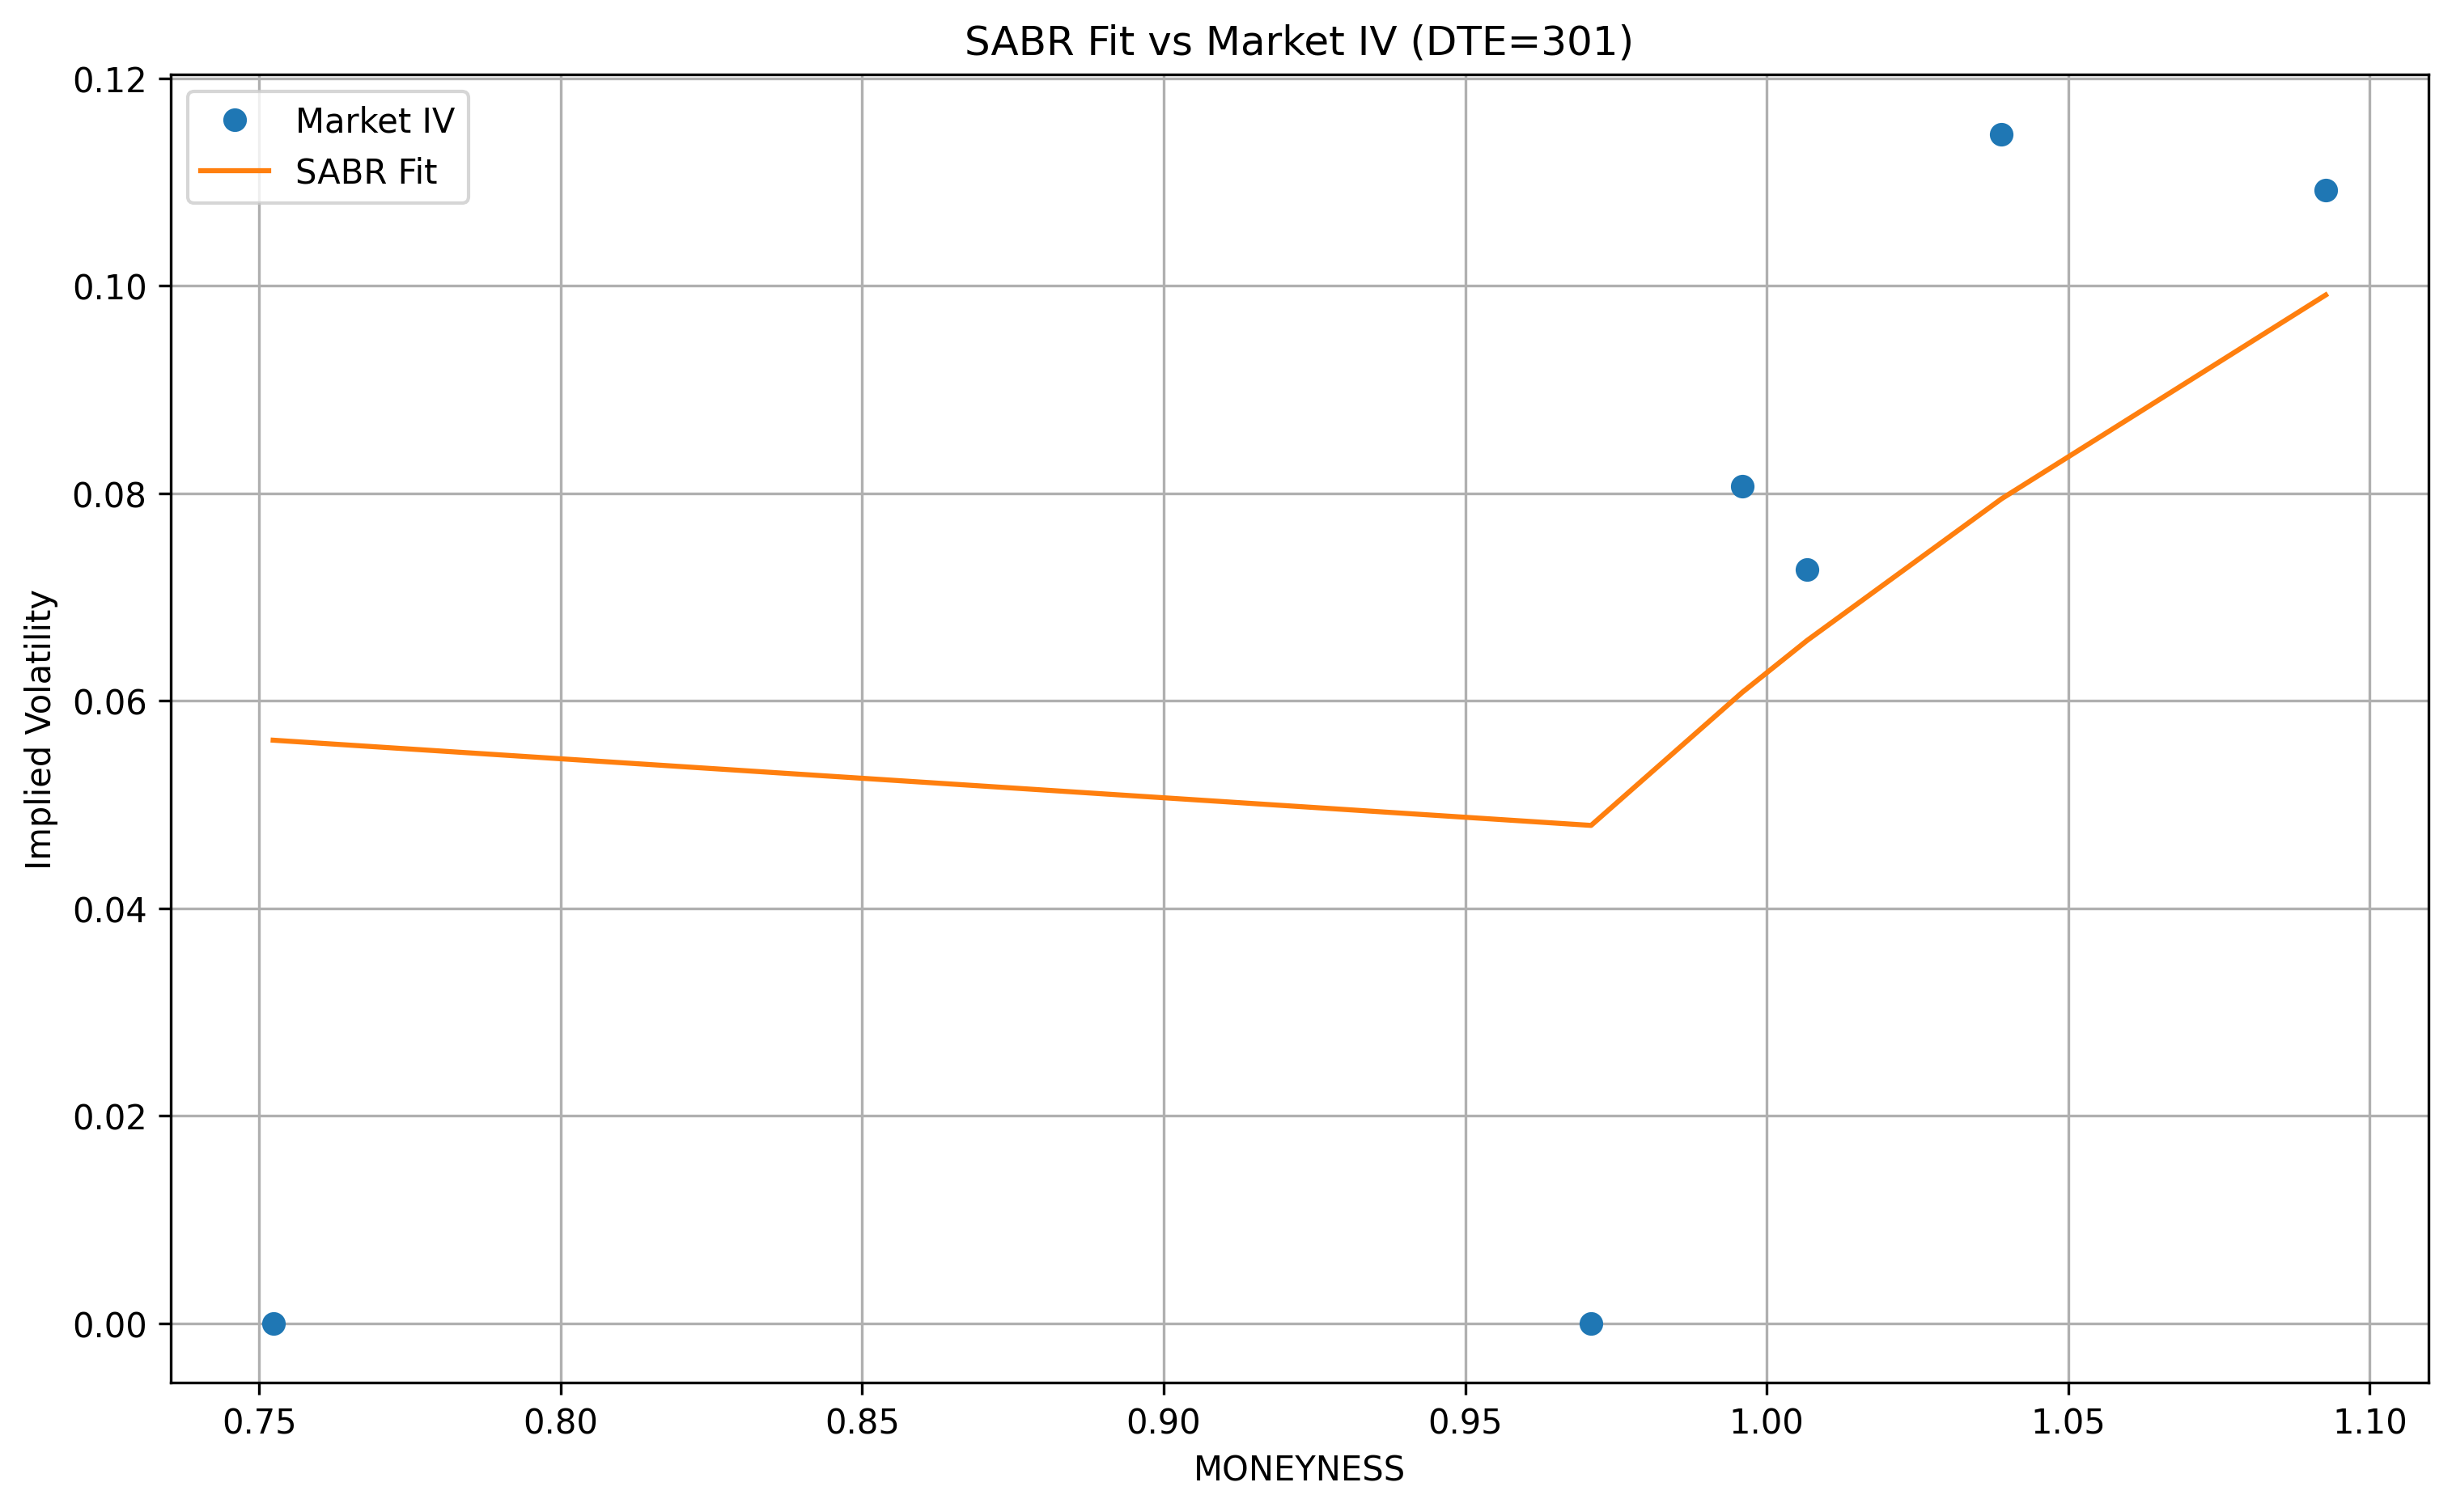 SABR Fit vs Market IV (DTE=301)
Market IV
SABR Fit
Implied Volatility
0.12
0.10
0.08
0.06
0.04
0.02
0.00
0.75 0.80 0.85 0.90 0.95 1.00 1.05 1.10
MONEYNESS